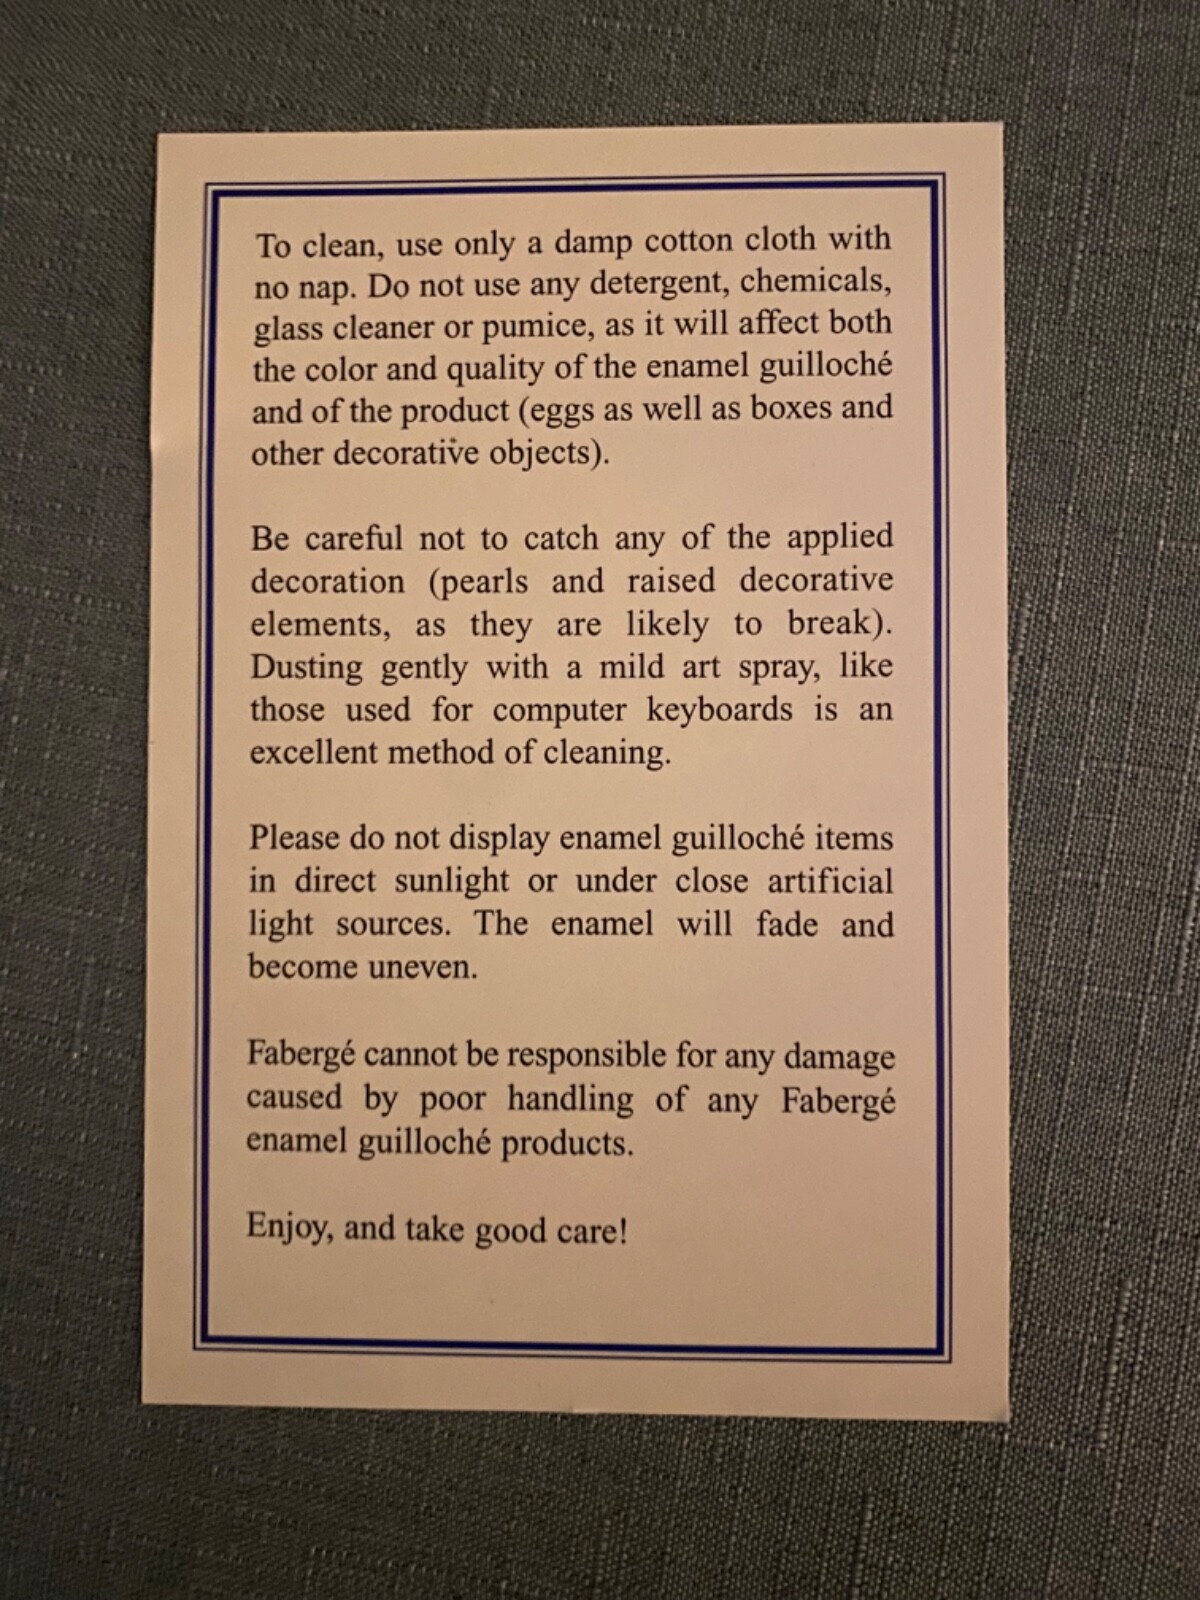 To clean, use only a damp cotton cloth with
no nap. Do not use any detergent, chemicals,
glass cleaner or pumice, as it will affect both
the color and quality of the enamel guilloché
and of the product (eggs as well as boxes and
other decorative objects).
Be careful not to catch any of the applied
decoration (pearls and raised decorative
elements, as they are likely to break).
Dusting gently with a mild art spray, like
those used for computer keyboards is an
excellent method of cleaning.
Please do not display enamel guilloché items
in direct sunlight or under close artificial
light sources. The enamel will fade and
become uneven.
Fabergé cannot be responsible for any damage
caused by poor handling of any Fabergé
enamel guilloché products.
Enjoy, and take good care!